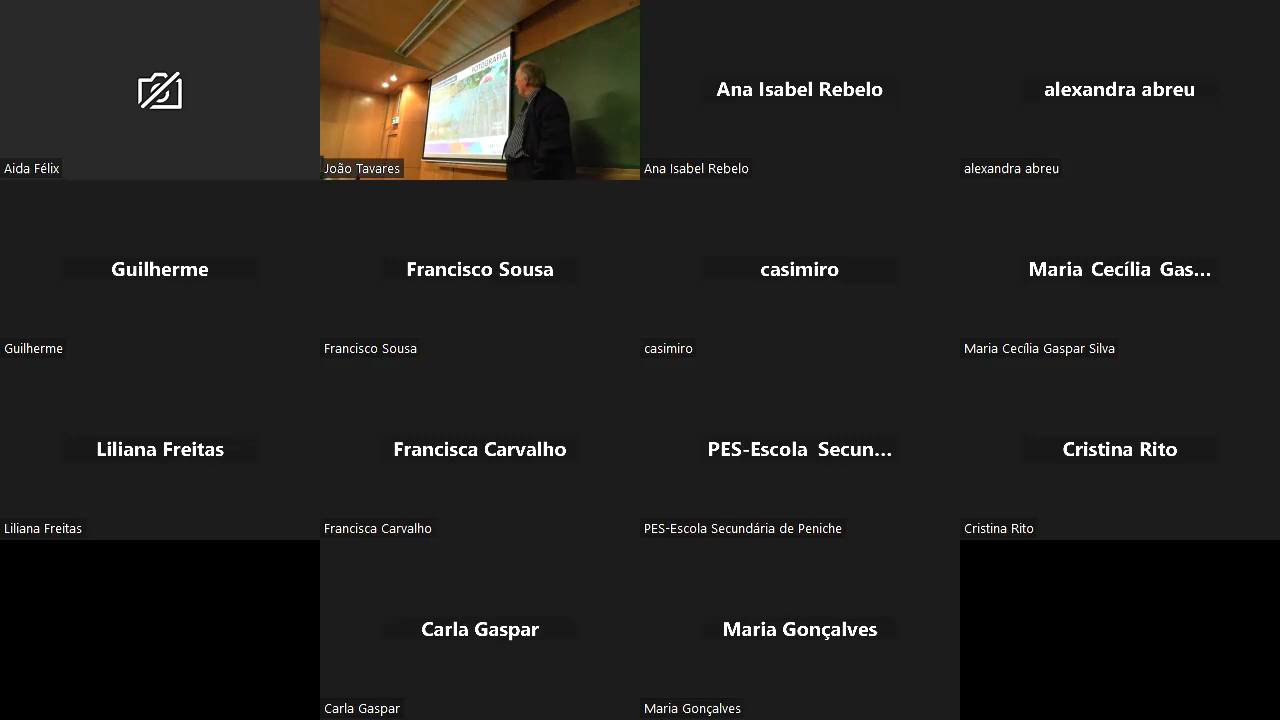 FOTOGRAFIA
Ana Isabel Rebelo
alexandra abreu
Aida Félix
João Tavares
Ana Isabel Rebelo
alexandra abreu
Guilherme
Francisco Sousa
casimiro
Maria Cecília Gas...
Guilherme
Francisco Sousa
casimiro
Maria Cecília Gaspar Silva
Liliana Freitas
Francisca Carvalho
PES-Escola Secun...
Cristina Rito
Liliana Freitas
Francisca Carvalho
PES-Escola Secundária de Peniche
Cristina Rito
Carla Gaspar
Maria Gonçalves
Carla Gaspar
Maria Gonçalves